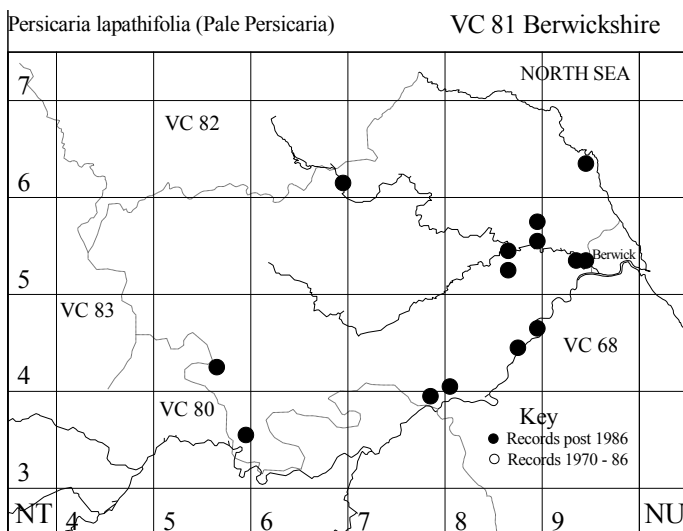 Persicaria lapathifolia (Pale Persicaria) VC 81 Berwickshire
NORTH SEA
7
VC 82
6
5
Berwick
VC 83
VC 68
4
VC 80
Key
Records post 1986
Records 1970 - 86
3
NT 4 5 6 7 8 9 NU